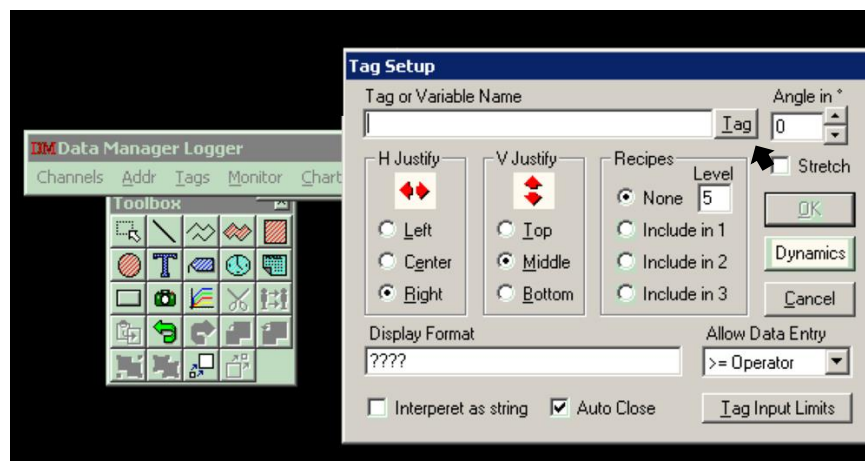 Tag Setup
Tag or Variable Name
Angle in °
Tag
0
DMData Manager Logger
Channels Addr Tags Monitor Chart
Toolbox
H Justify
Left
Center
Right
V Justify
Top
Middle
Bottom
Recipes
Level
None 5
Include in 1
Include in 2
Include in 3
Stretch
OK
Dynamics
Cancel
Display Format
????
Allow Data Entry
>= Operator
Interperet as string
Auto Close
Tag Input Limits